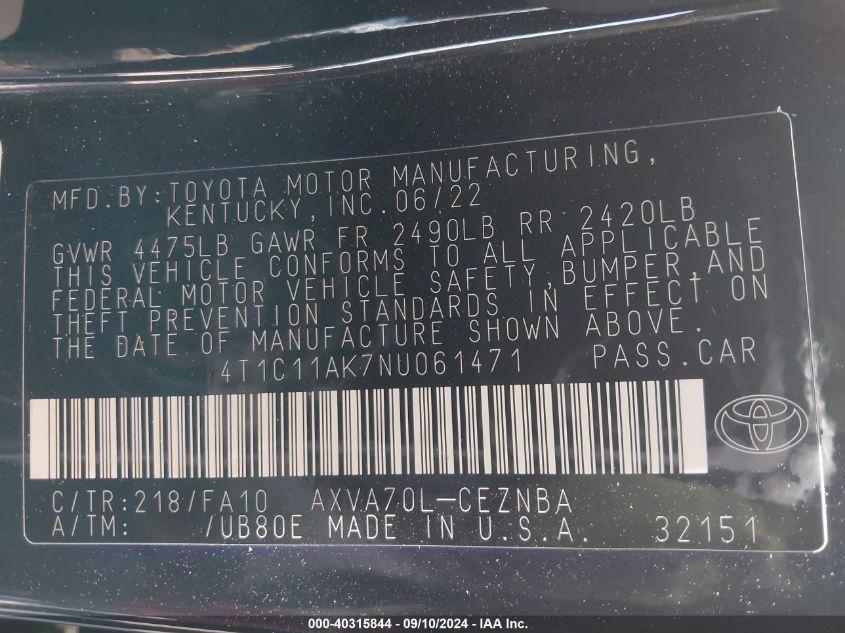 MFD.BY:TOYOTA MOTOR MANUFACTURING,
KENTUCKY,INC.06/22
GVWR 4475LB GAWR FR 2490LB RR 2420LB
THIS VEHICLE CONFORMS TO ALL APPLICABLE
FEDERAL MOTOR VEHICLE SAFETY,BUMPER,AND
THEFT PREVENTION STANDARDS IN EFFECT ON
THE DATE OF MANUFACTURE SHOWN ABOVE.
4T1C11AK7NU061471 PASS.CAR
C/TR:218/FA10 AXVA70L-CEZNBA
A/TM: /UB80E MADE IN U.S.A. 32151
000-40315844 - 09/10/2024 - IAA Inc.